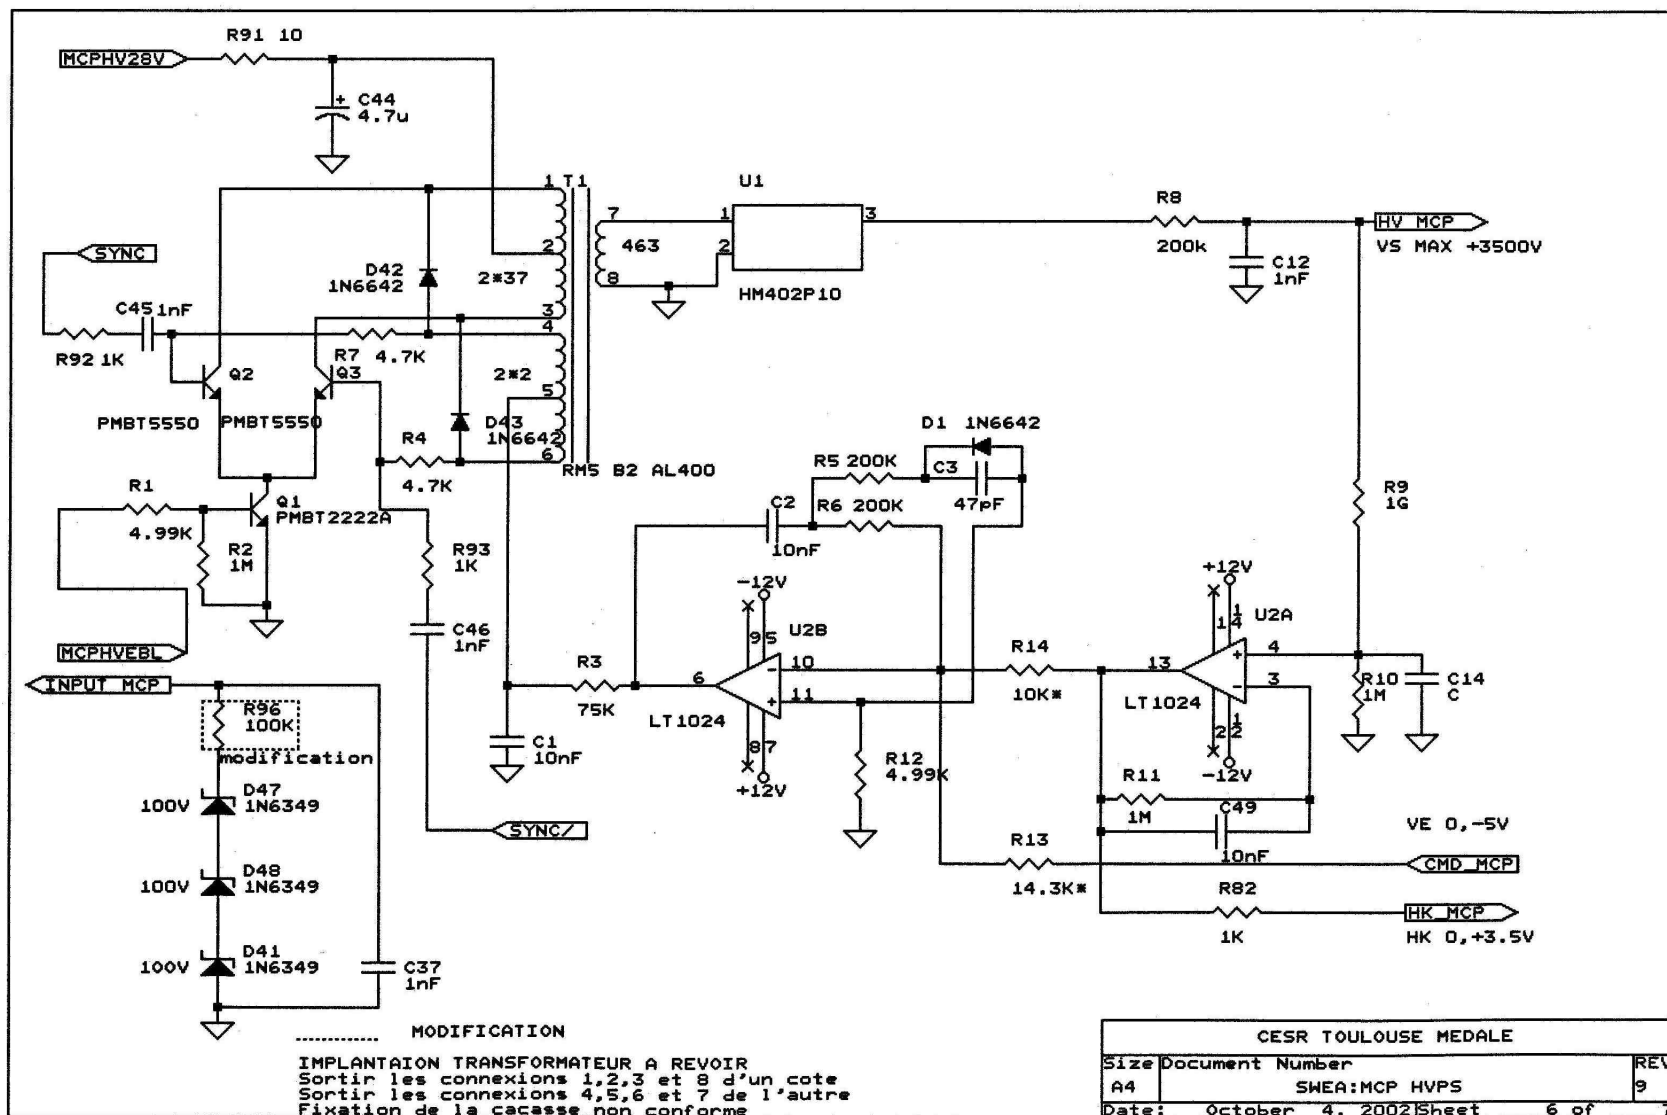 R91 10
MCPHV28V
C44
4.7u
+
1 T1
U1
R8
7
1
3
HV MCP
463
2
200k
VS MAX +3500V
SYNC
2
D42
1N6642
2*37
8
HM402P10
C12
1nF
C45 1nF
3
4
R92 1K
R7 4.7K
Q2
Q3
2*2
5
PMBT5550
PMBT5550
D43
1N6642
R4
6
RM5 B2 AL400
4.7K
D1 1N6642
R5 200K
C3
47pF
R1
Q1
PMBT2222A
4.99K
R2
1M
C2
R6 200K
10nF
R9
1G
R93
1K
-12V
+12V
C46
1nF
9 5
U2B
1
1 4
U2A
MCPHVEBL
R3
6
10
-
R14
13
+
4
INPUT MCP
75K
11
+
10K*
-
3
R10
1M
C14
C
R96
100K
LT1024
LT1024
modification
C1
10nF
8 7
R12
4.99K
1
2 2
D47
1N6349
100V
+12V
-12V
R11
1M
C49
10nF
SYNC/
VE 0,-5V
R13
CMD_MCP
14.3K*
D48
1N6349
100V
R82
HK_MCP
1K
HK 0,+3.5V
D41
1N6349
100V
C37
1nF
MODIFICATION
IMPLANTAION TRANSFORMATEUR A REVOIR
Sortir les connexions 1,2,3 et 8 d'un cote
Sortir les connexions 4,5,6 et 7 de l'autre
Fixation de la cacasse non conforme
CESR TOULOUSE MEDALE
Size Document Number REV
A4 SWEA:MCP HVPS 9
Date: October 4, 2002 Sheet 6 of